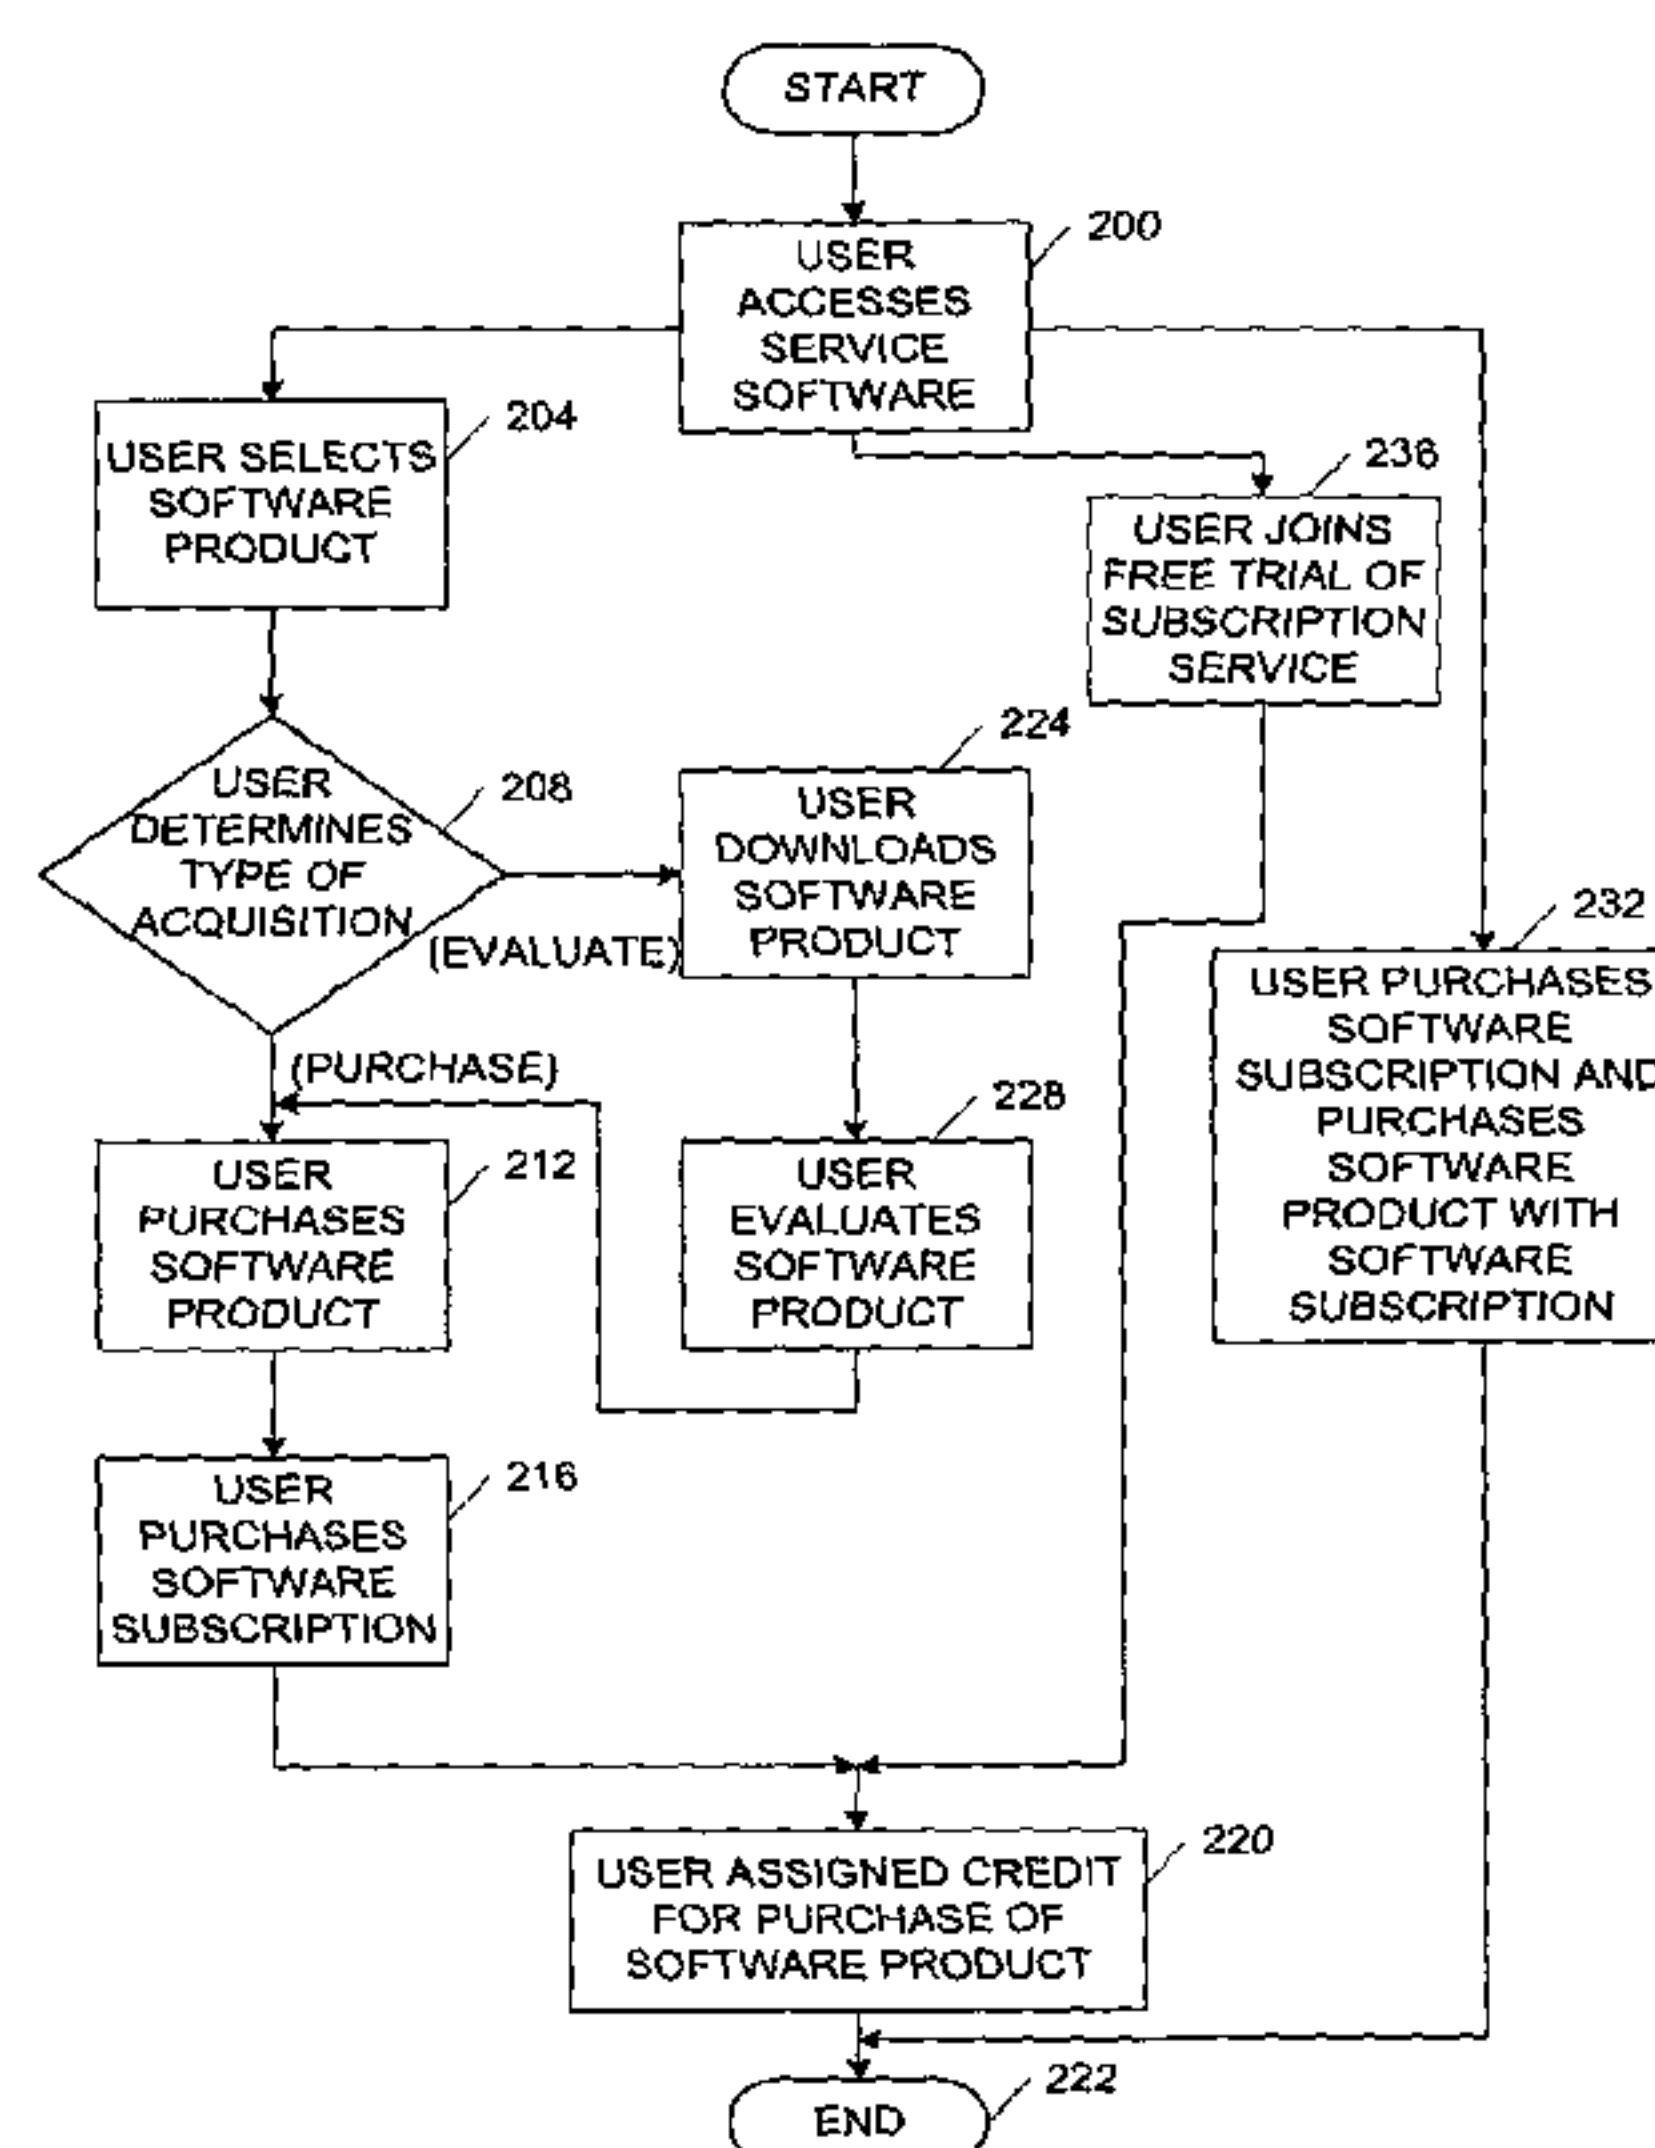 START
200
USER
ACCESSES
SERVICE
SOFTWARE
204
USER SELECTS
SOFTWARE
PRODUCT
236
USER JOINS
FREE TRIAL OF
SUBSCRIPTION
SERVICE
208
USER
DETERMINES
TYPE OF
ACQUISITION
(EVALUATE)
224
USER
DOWNLOADS
SOFTWARE
PRODUCT
232
USER PURCHASES
SOFTWARE
SUBSCRIPTION AND
PURCHASES
SOFTWARE
PRODUCT WITH
SOFTWARE
SUBSCRIPTION
(PURCHASE)
212
USER
PURCHASES
SOFTWARE
PRODUCT
228
USER
EVALUATES
SOFTWARE
PRODUCT
216
USER
PURCHASES
SOFTWARE
SUBSCRIPTION
220
USER ASSIGNED CREDIT
FOR PURCHASE OF
SOFTWARE PRODUCT
222
END